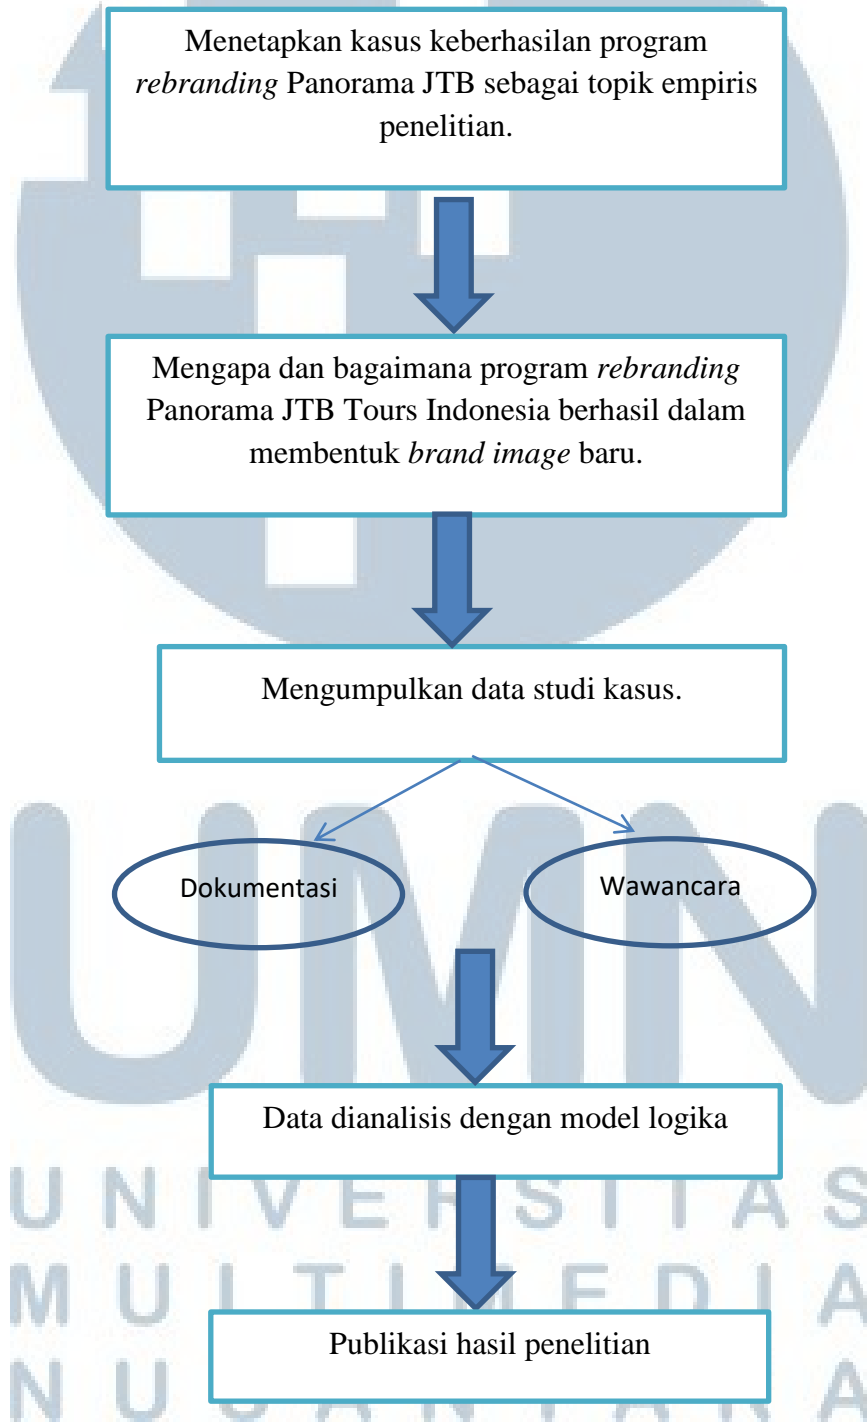 Menetapkan kasus keberhasilan program
rebranding Panorama JTB sebagai topik empiris
penelitian.
Mengapa dan bagaimana program rebranding
Panorama JTB Tours Indonesia berhasil dalam
membentuk brand image baru.
Mengumpulkan data studi kasus.
Dokumentasi
Wawancara
UMN
Data dianalisis dengan model logika
UNIVERSITAS
MULTIMEDIA
Publikasi hasil penelitian
NUSANTARA